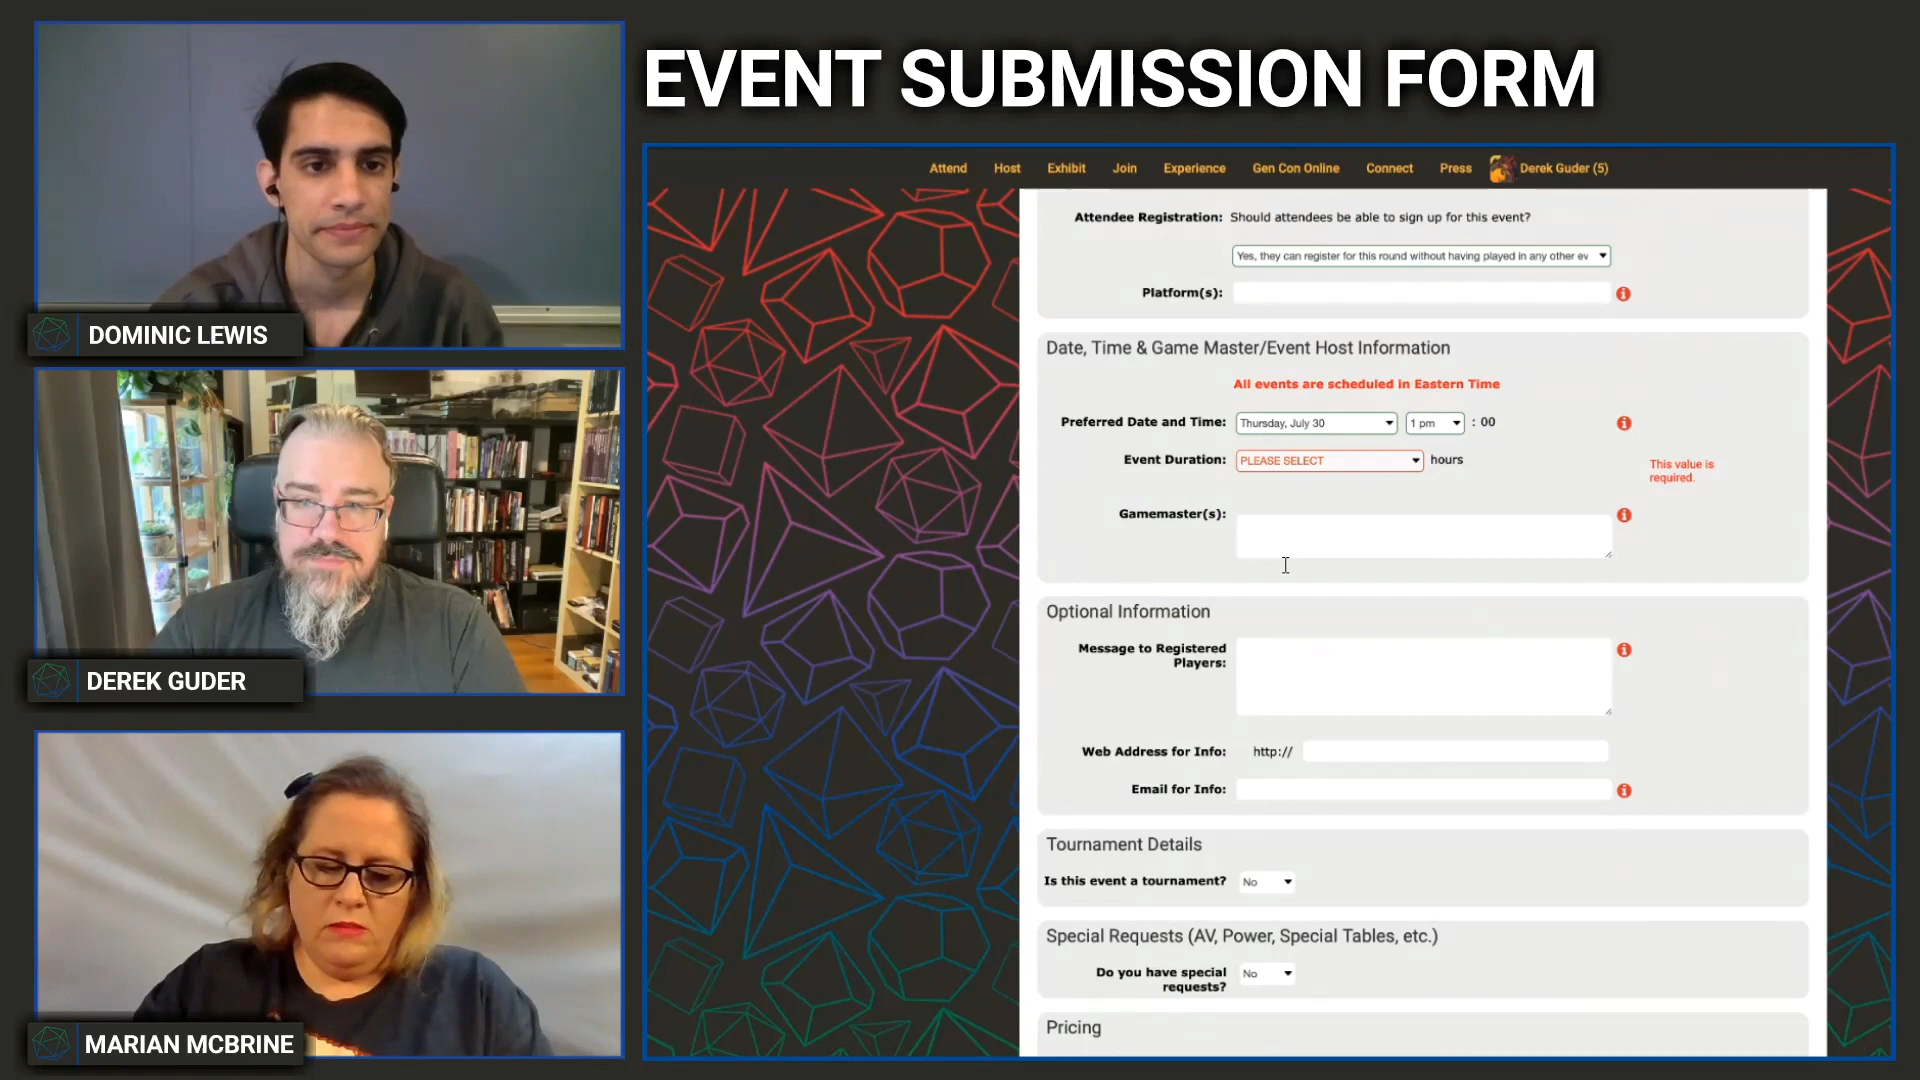 EVENT SUBMISSION FORM
DOMINIC LEWIS
DEREK GUDER
MARIAN MCBRINE
Attend Host Exhibit Join Experience Gen Con Online Connect Press Derek Guder (5)
Attendee Registration: Should attendees be able to sign up for this event?
Yes, they can register for this round without having played in any other ev
Platform(s):
Date, Time & Game Master/Event Host Information
All events are scheduled in Eastern Time
Preferred Date and Time: Thursday, July 30 1 pm : 00
Event Duration: PLEASE SELECT hours
This value is
required.
Gamemaster(s):
Optional Information
Message to Registered
Players:
Web Address for Info: http://
Email for Info:
Tournament Details
Is this event a tournament? No
Special Requests (AV, Power, Special Tables, etc.)
Do you have special
requests? No
Pricing